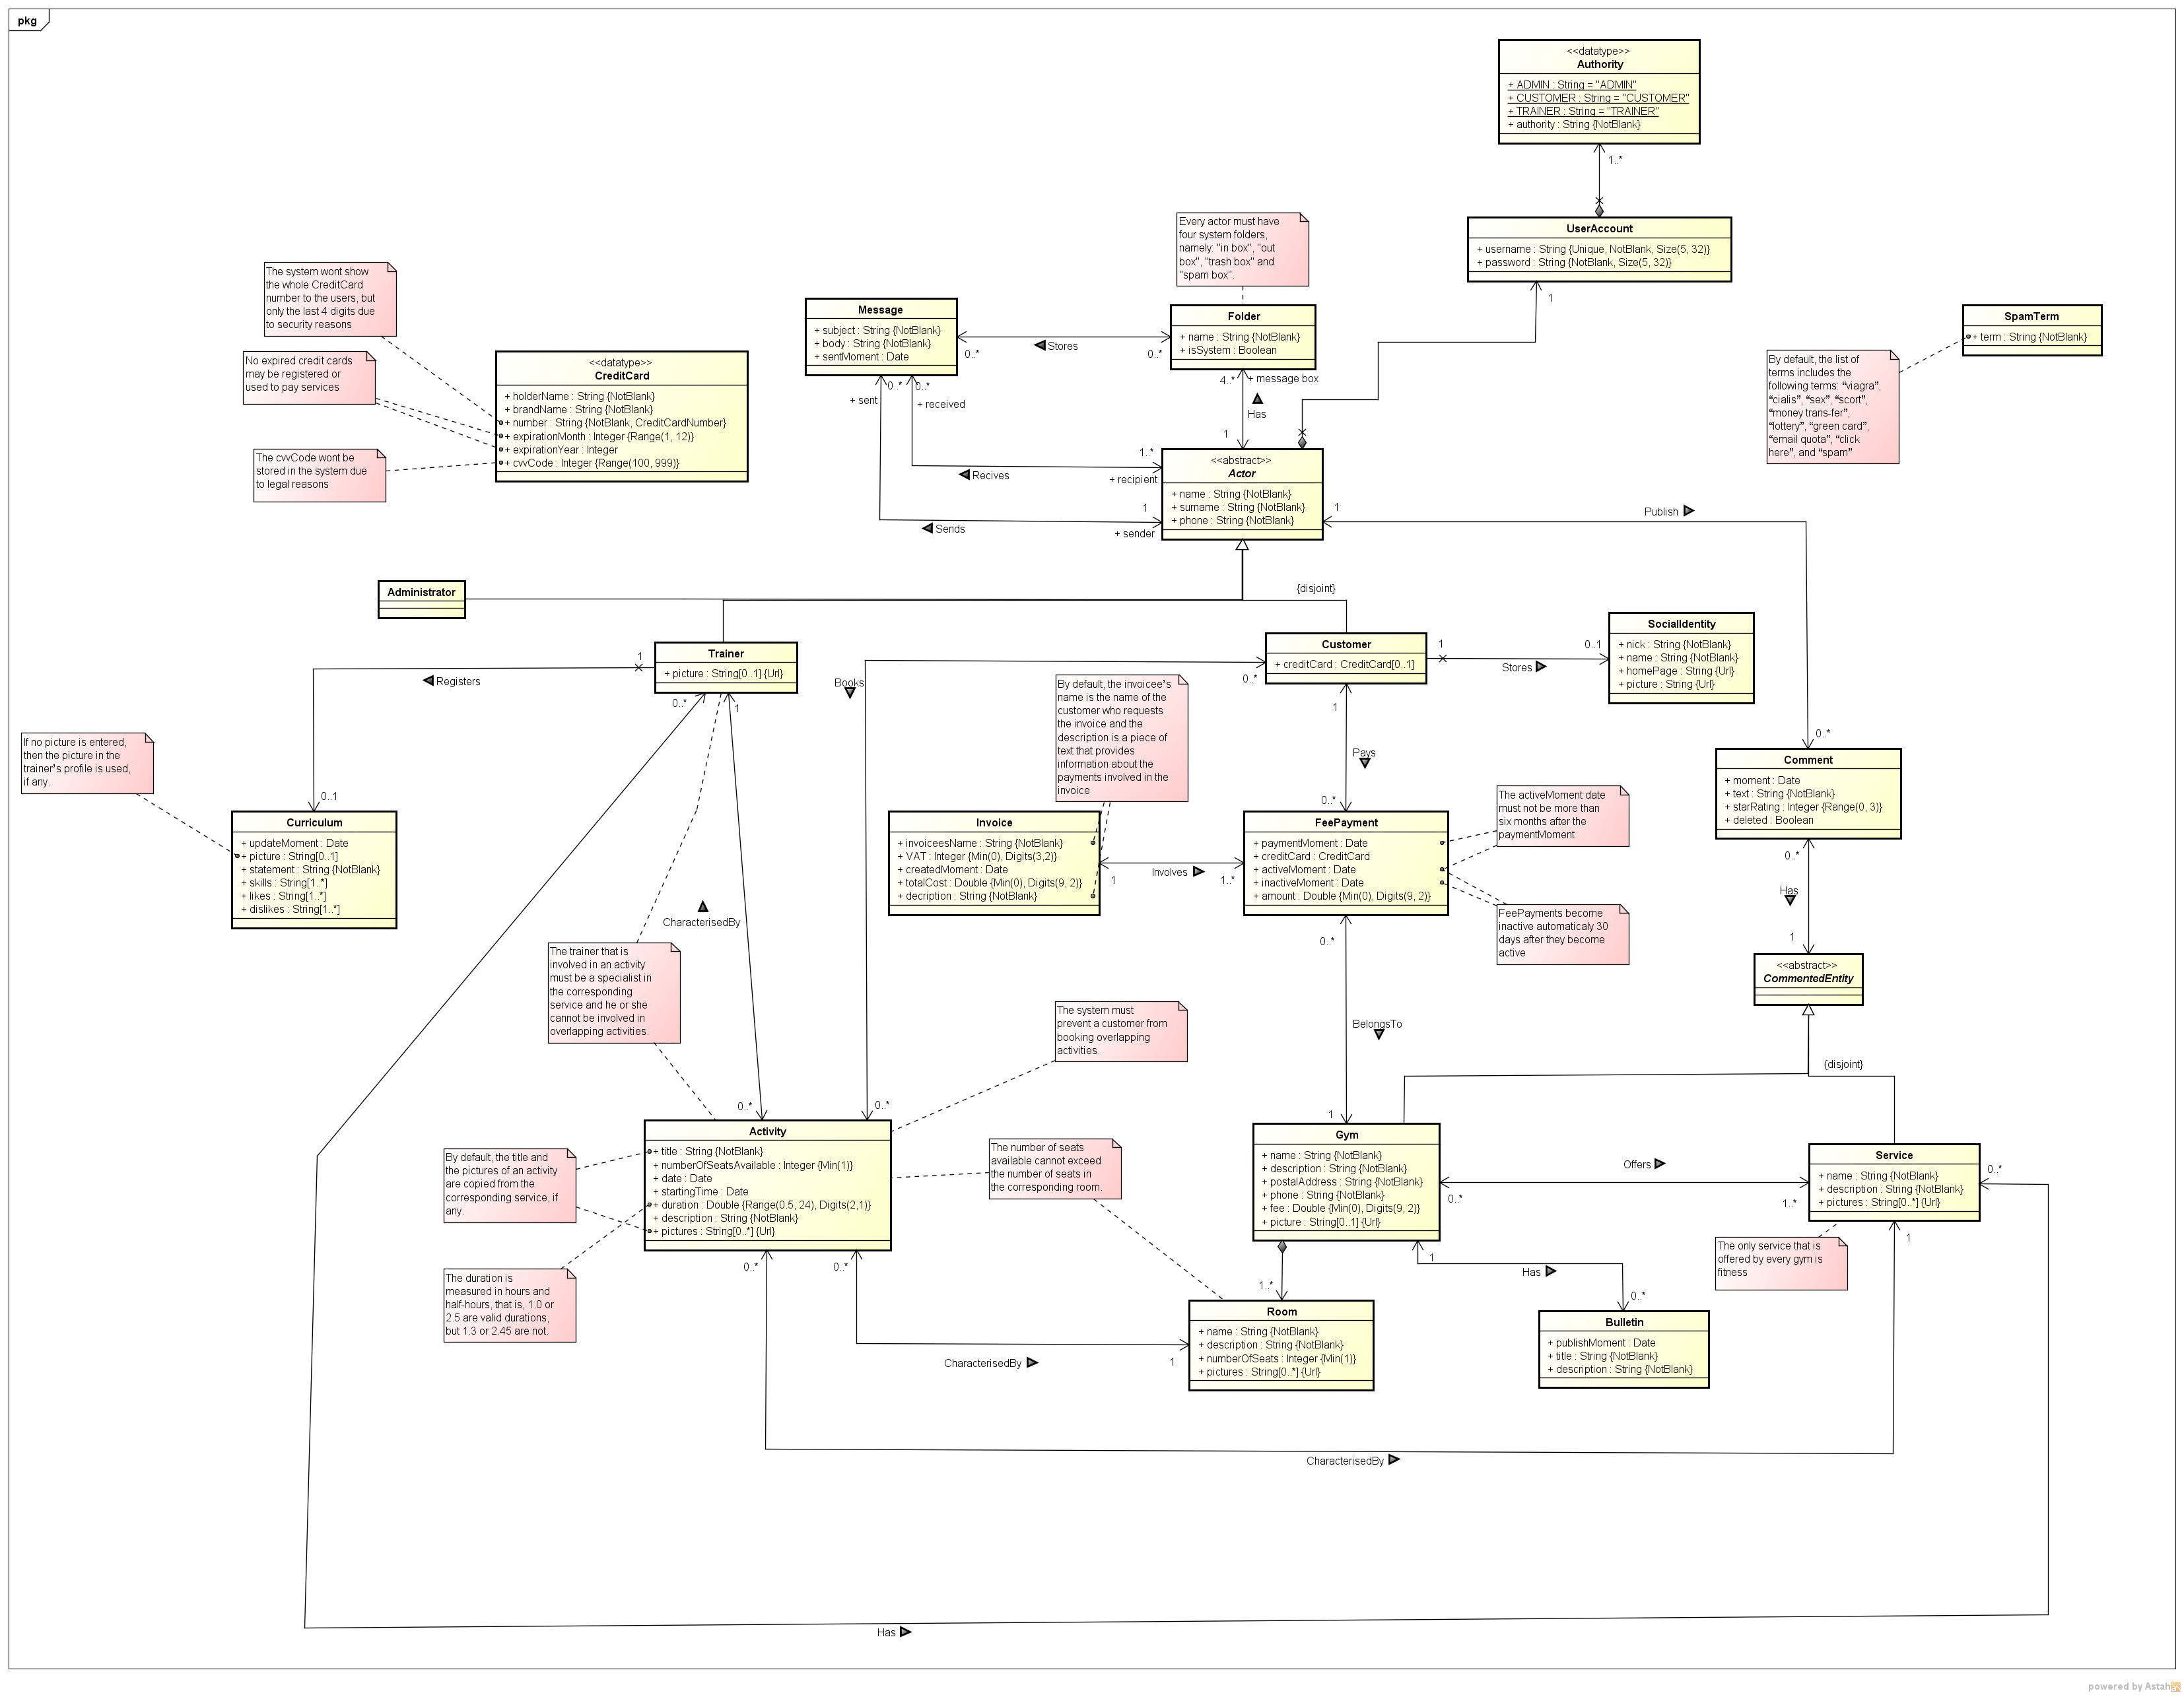 pkg
<<datatype>>
Authority
+ ADMIN : String = "ADMIN"
+ CUSTOMER : String = "CUSTOMER"
+ TRAINER : String = "TRAINER"
+ authority : String {NotBlank}
1..*
UserAccount
+ username : String {Unique, NotBlank, Size(5, 32)}
+ password : String {NotBlank, Size(5, 32)}
1
Every actor must have
four system folders,
namely: "in box", "out
box", "trash box" and
"spam box".
The system wont show
the whole CreditCard
number to the users, but
only the last 4 digits due
to security reasons
No expired credit cards
may be registered or
used to pay services
The cvvCode wont be
stored in the system due
to legal reasons
<<datatype>>
CreditCard
+ holderName : String {NotBlank}
+ brandName : String {NotBlank}
+ number : String {NotBlank, CreditCardNumber}
+ expirationMonth : Integer {Range(1, 12)}
+ expirationYear : Integer
+ cvvCode : Integer {Range(100, 999)}
Message
+ subject : String {NotBlank}
+ body : String {NotBlank}
+ sentMoment : Date
0..*
Stores
0..*
Folder
+ name : String {NotBlank}
+ isSystem : Boolean
SpamTerm
+ term : String {NotBlank}
By default, the list of
terms includes the
following terms: “viagra”,
“cialis”, “sex”, “scort”,
“money trans-fer”,
“lottery”, “green card”,
“email quota”, “click
here”, and “spam”
4..*
+ message box
Has
1
0..*
0..*
+ sent
+ received
1..*
Recives
+ recipient
1
Sends
+ sender
<<abstract>>
Actor
+ name : String {NotBlank}
+ surname : String {NotBlank}
+ phone : String {NotBlank}
1
Publish
{disjoint}
Administrator
Trainer
+ picture : String[0..1] {Url}
1
Registers
0..*
1
Books
Customer
+ creditCard : CreditCard[0..1]
0..*
1
Stores
0..1
SocialIdentity
+ nick : String {NotBlank}
+ name : String {NotBlank}
+ homePage : String {Url}
+ picture : String {Url}
By default, the invoicee’s
name is the name of the
customer who requests
the invoice and the
description is a piece of
text that provides
information about the
payments involved in the
invoice
1
Pays
0..*
0..*
Comment
+ moment : Date
+ text : String {NotBlank}
+ starRating : Integer {Range(0, 3)}
+ deleted : Boolean
If no picture is entered,
then the picture in the
trainer’s profile is used,
if any.
0..1
Curriculum
+ updateMoment : Date
+ picture : String[0..1]
+ statement : String {NotBlank}
+ skills : String[1..*]
+ likes : String[1..*]
+ dislikes : String[1..*]
Invoice
+ invoiceesName : String {NotBlank}
+ VAT : Integer {Min(0), Digits(3,2)}
+ createdMoment : Date
+ totalCost : Double {Min(0), Digits(9, 2)}
+ decription : String {NotBlank}
1
Involves
1..*
FeePayment
+ paymentMoment : Date
+ creditCard : CreditCard
+ activeMoment : Date
+ inactiveMoment : Date
+ amount : Double {Min(0), Digits(9, 2)}
The activeMoment date
must not be more than
six months after the
paymentMoment
FeePayments become
inactive automaticaly 30
days after they become
active
0..*
Has
1
<<abstract>>
CommentedEntity
{disjoint}
CharacterisedBy
The trainer that is
involved in an activity
must be a specialist in
the corresponding
service and he or she
cannot be involved in
overlapping activities.
The system must
prevent a customer from
booking overlapping
activities.
0..*
BelongsTo
1
0..*
0..*
Activity
+ title : String {NotBlank}
+ numberOfSeatsAvailable : Integer {Min(1)}
+ date : Date
+ startingTime : Date
+ duration : Double {Range(0.5, 24), Digits(2,1)}
+ description : String {NotBlank}
+ pictures : String[0..*] {Url}
By default, the title and
the pictures of an activity
are copied from the
corresponding service, if
any.
The duration is
measured in hours and
half-hours, that is, 1.0 or
2.5 are valid durations,
but 1.3 or 2.45 are not.
The number of seats
available cannot exceed
the number of seats in
the corresponding room.
Gym
+ name : String {NotBlank}
+ description : String {NotBlank}
+ postalAddress : String {NotBlank}
+ phone : String {NotBlank}
+ fee : Double {Min(0), Digits(9, 2)}
+ picture : String[0..1] {Url}
0..*
Offers
1..*
Service
+ name : String {NotBlank}
+ description : String {NotBlank}
+ pictures : String[0..*] {Url}
0..*
1
The only service that is
offered by every gym is
fitness
1
Has
0..*
Bulletin
+ publishMoment : Date
+ title : String {NotBlank}
+ description : String {NotBlank}
1..*
Room
+ name : String {NotBlank}
+ description : String {NotBlank}
+ numberOfSeats : Integer {Min(1)}
+ pictures : String[0..*] {Url}
0..*
0..*
CharacterisedBy
1
CharacterisedBy
Has
powered by Astah